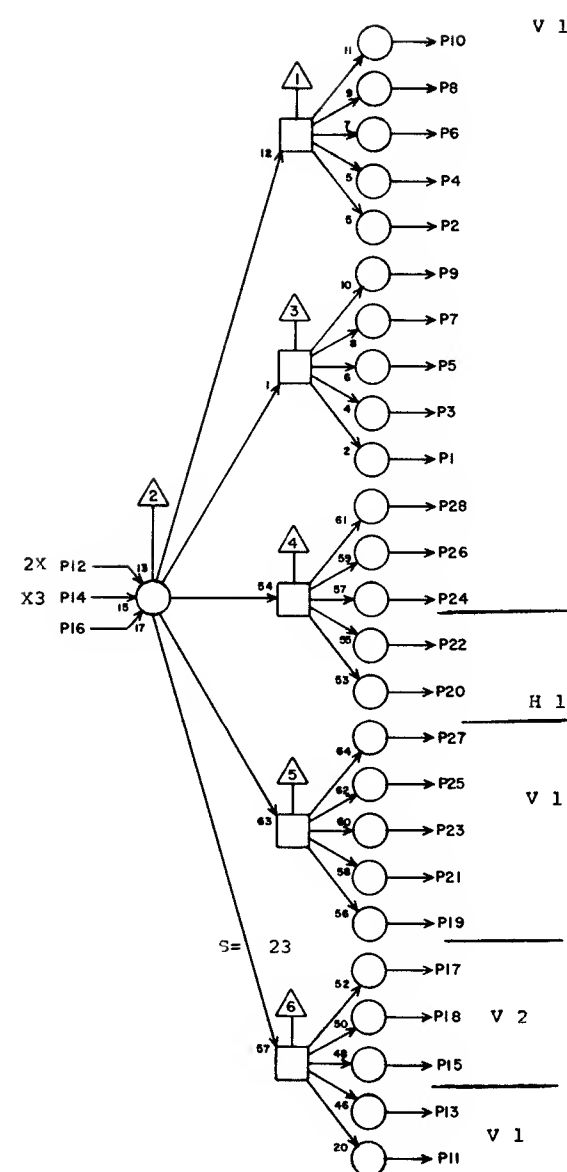 V 1
11 P10
1 9 P8
7 P6
12 5 P4
5 P2
10 P9
3 8 P7
6 P5
1 4 P3
2 P1
61 P28
2 4 59 P26
2X P12 13 54 57 P24
X3 P14 15
P16 17 55 P22
53 P20
H 1
64 P27
5 62 P25
V 1
63 60 P23
58 P21
56 P19
S= 23
52 P17
6 50 P18 V 2
57 48 P15
46 P13
V 1
20 P11